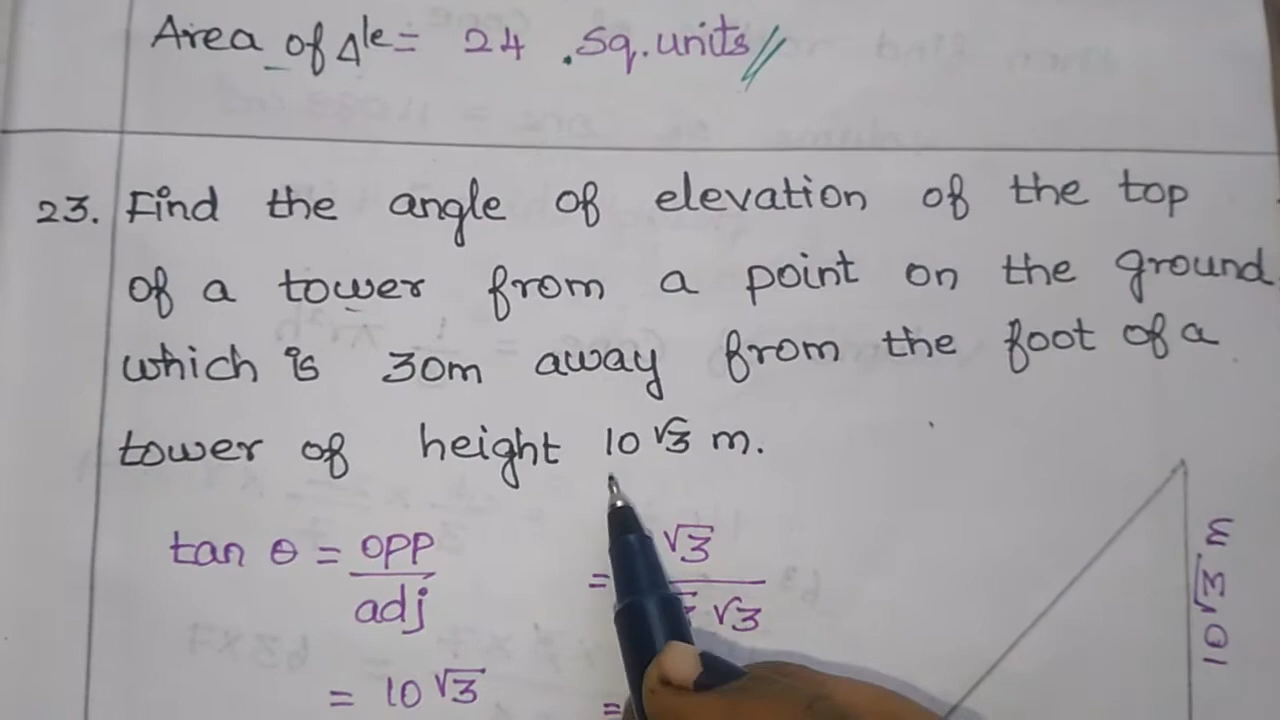 Area of Δle = 24 .Sq.units//
23. Find the angle of elevation of the top
of a tower from a point on the ground
which is 30m away from the foot of a
tower of height 10√3 m.
tan θ = opp
adj
= 10√3
= √3
√3
=
10√3 m